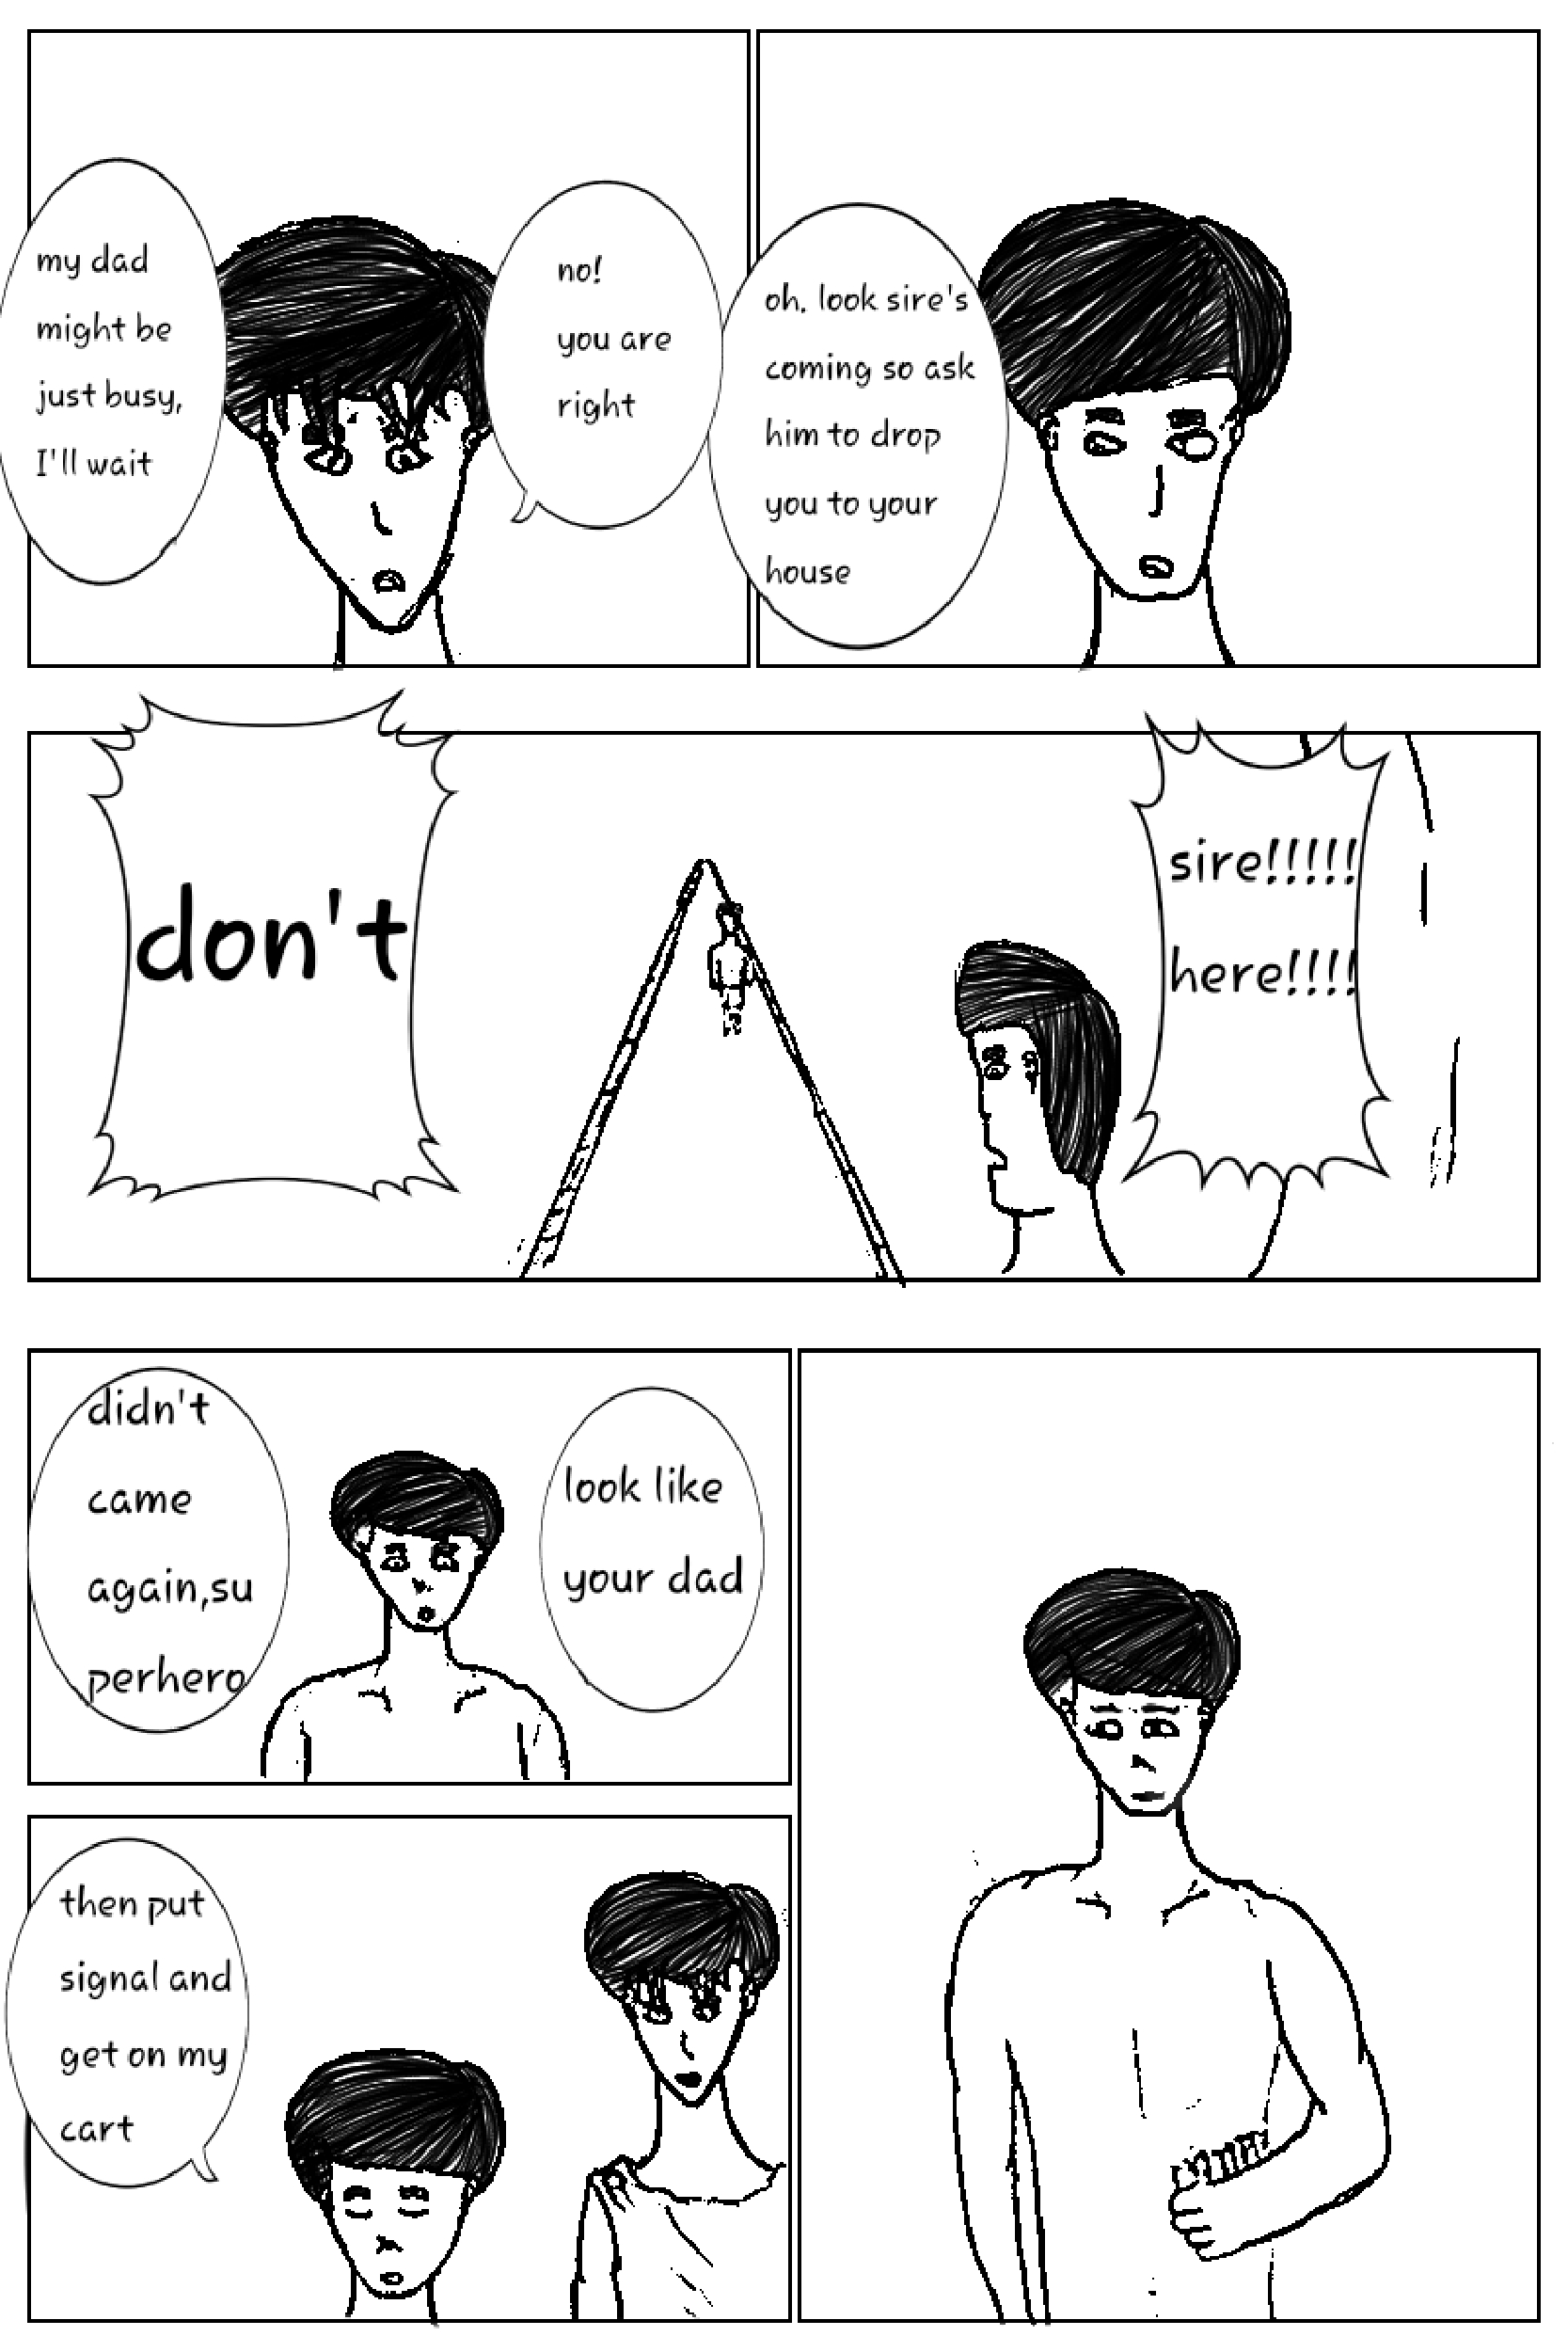 oh, look sire's
coming so ask
him to drop
you to your
house
no!
you are
right
my dad
might be
just busy,
I'll wait
sire!!!!!
here!!!!
don't
look like
your dad
didn't
came
again,su
perhero
then put
signal and
get on my
cart